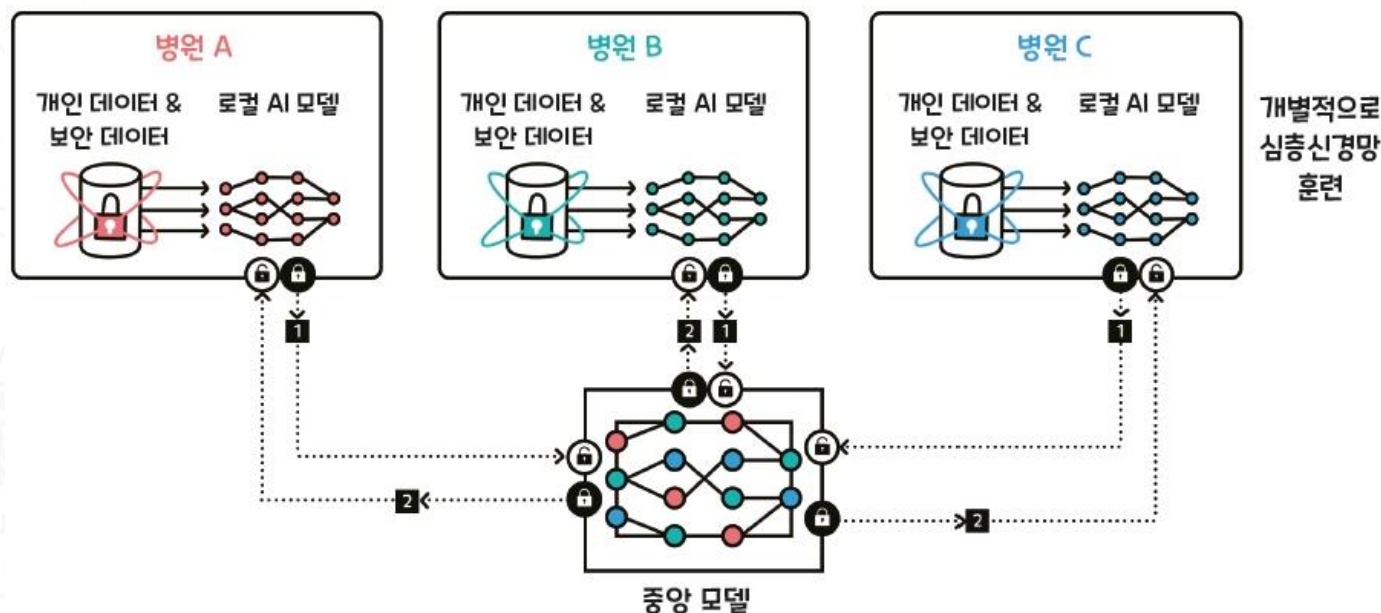 병원 A
개인 데이터 &
보안 데이터
로컬 AI 모델
병원 B
개인 데이터 &
보안 데이터
로컬 AI 모델
병원 C
개인 데이터 &
보안 데이터
로컬 AI 모델
개별적으로
심층신경망
훈련
1
2
1
1
2
2
중앙 모델